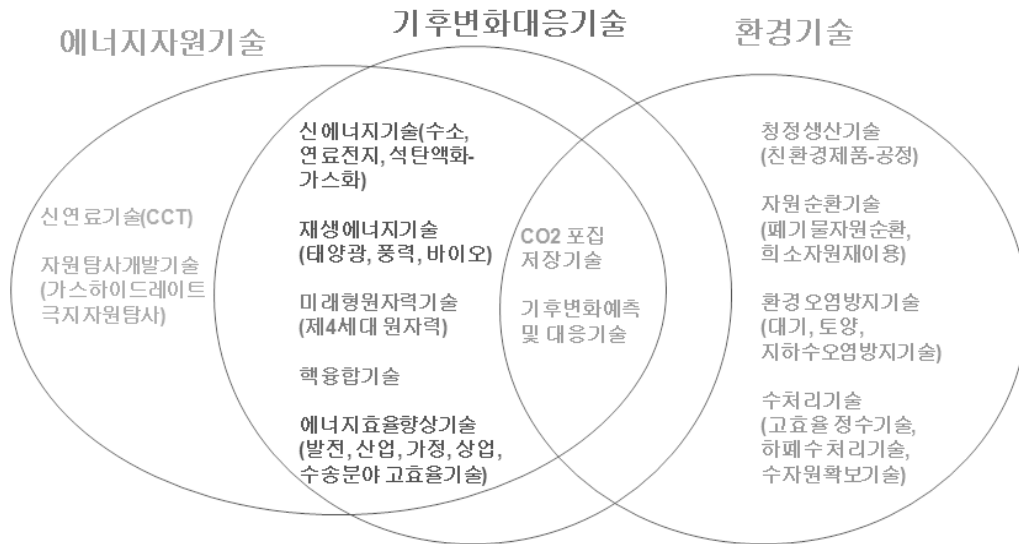 에너지자원기술
기후변화대응기술
환경기술
신연료기술(CCT)
자원탐사개발기술
(가스하이드레이트
극지자원탐사)
신에너지기술(수소,
연료전지, 석탄액화-
가스화)
재생에너지기술
(태양광, 풍력, 바이오)
미래형원자력기술
(제4세대 원자력)
핵융합기술
에너지효율향상기술
(발전, 산업, 가정, 상업,
수송분야 고효율기술)
CO2 포집
저장기술
기후변화예측
및 대응기술
청정생산기술
(친환경제품-공정)
자원순환기술
(폐기물자원순환,
희소자원재이용)
환경오염방지기술
(대기, 토양,
지하수오염방지기술)
수처리기술
(고효율 정수기술,
하폐수처리기술,
수자원확보기술)